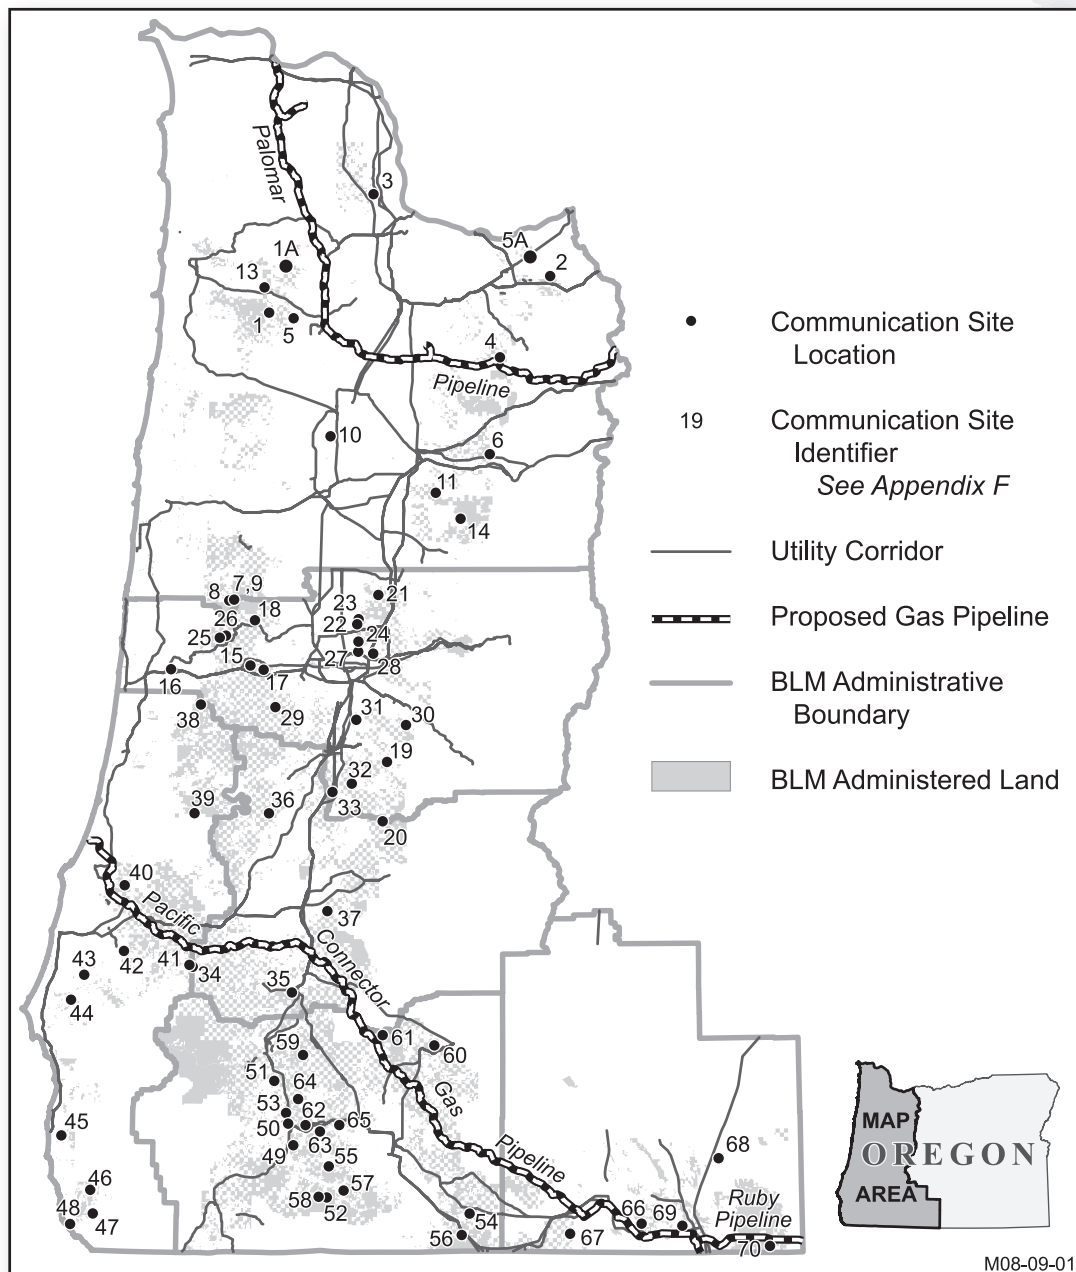 Palomar
3
1A
13
1
5
5A
2
4
Pipeline
10
6
11
14
8
7,9
18
26
25
15
16
17
23
21
22
24
27
28
38
29
31
30
19
32
33
39
36
20
40
Pacific
37
Connector
42
41
34
43
44
35
61
60
59
51
64
Gas
53
62
65
50
63
49
55
57
58
52
45
46
48
47
Pipeline
54
56
67
66
69
68
Ruby
Pipeline
70
Communication Site
Location
19
Communication Site
Identifier
See Appendix F
Utility Corridor
Proposed Gas Pipeline
BLM Administrative
Boundary
BLM Administered Land
MAP
OREGON
AREA
M08-09-01